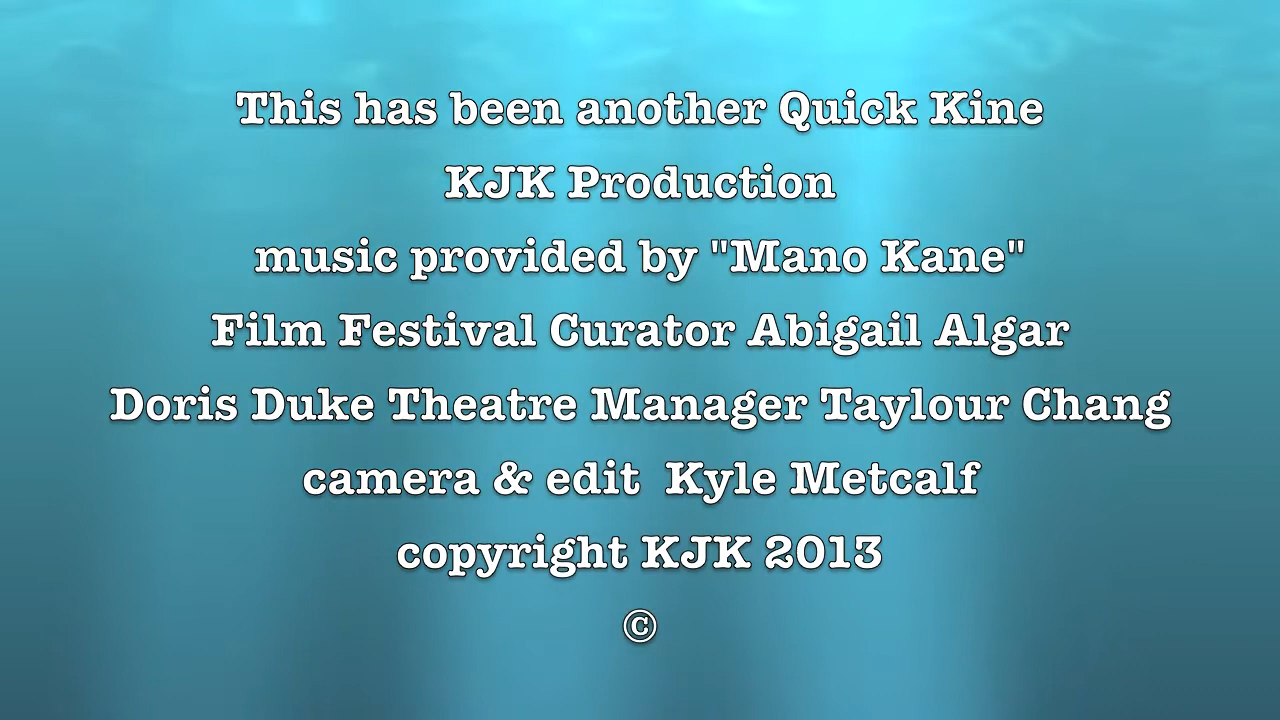 This has been another Quick Kine
KJK Production
music provided by "Mano Kane"
Film Festival Curator Abigail Algar
Doris Duke Theatre Manager Taylour Chang
camera & edit  Kyle Metcalf
copyright KJK 2013
©